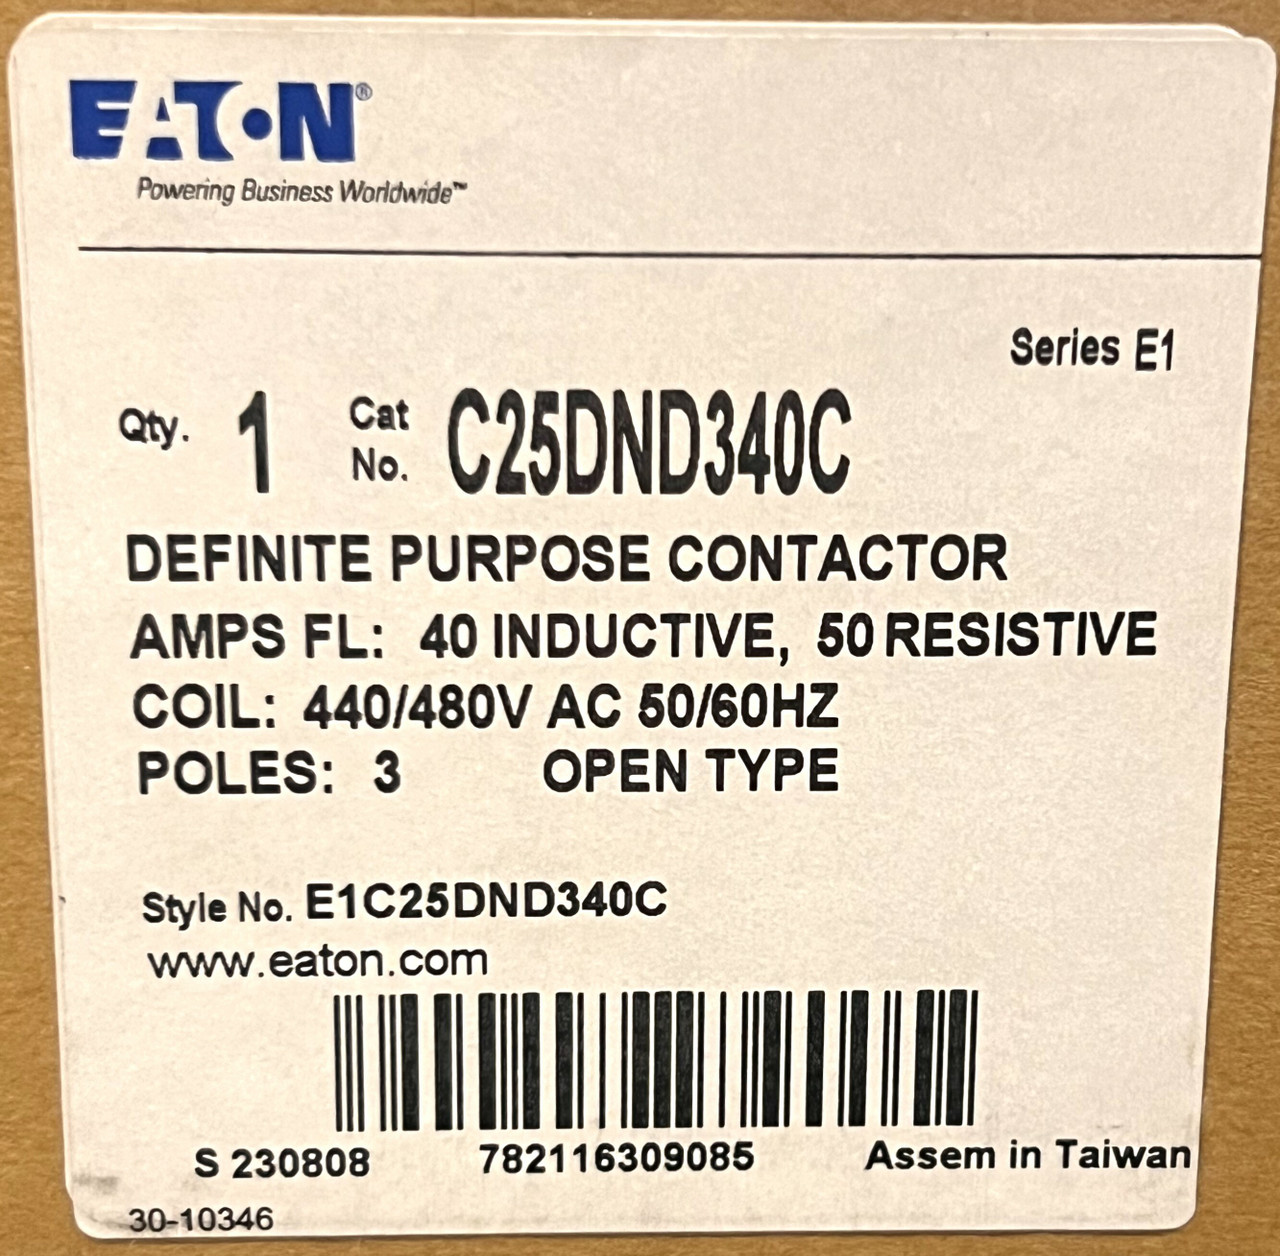 EATON®
Powering Business Worldwide™
Series E1
Qty. 1 Cat No. C25DND340C
DEFINITE PURPOSE CONTACTOR
AMPS FL: 40 INDUCTIVE, 50 RESISTIVE
COIL: 440/480V AC 50/60HZ
POLES: 3 OPEN TYPE
Style No. E1C25DND340C
www.eaton.com
S 230808 782116309085 Assem in Taiwan
30-10346